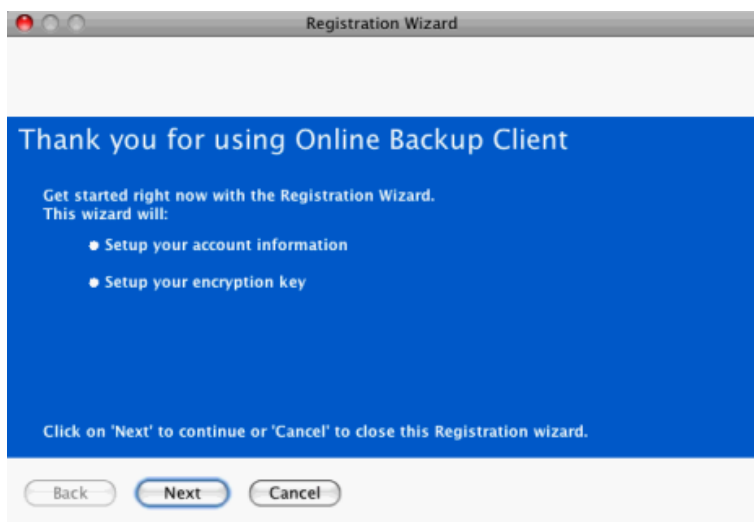 Registration Wizard
Thank you for using Online Backup Client
Get started right now with the Registration Wizard.
This wizard will:
Setup your account information
Setup your encryption key
Click on 'Next' to continue or 'Cancel' to close this Registration wizard.
Back Next Cancel